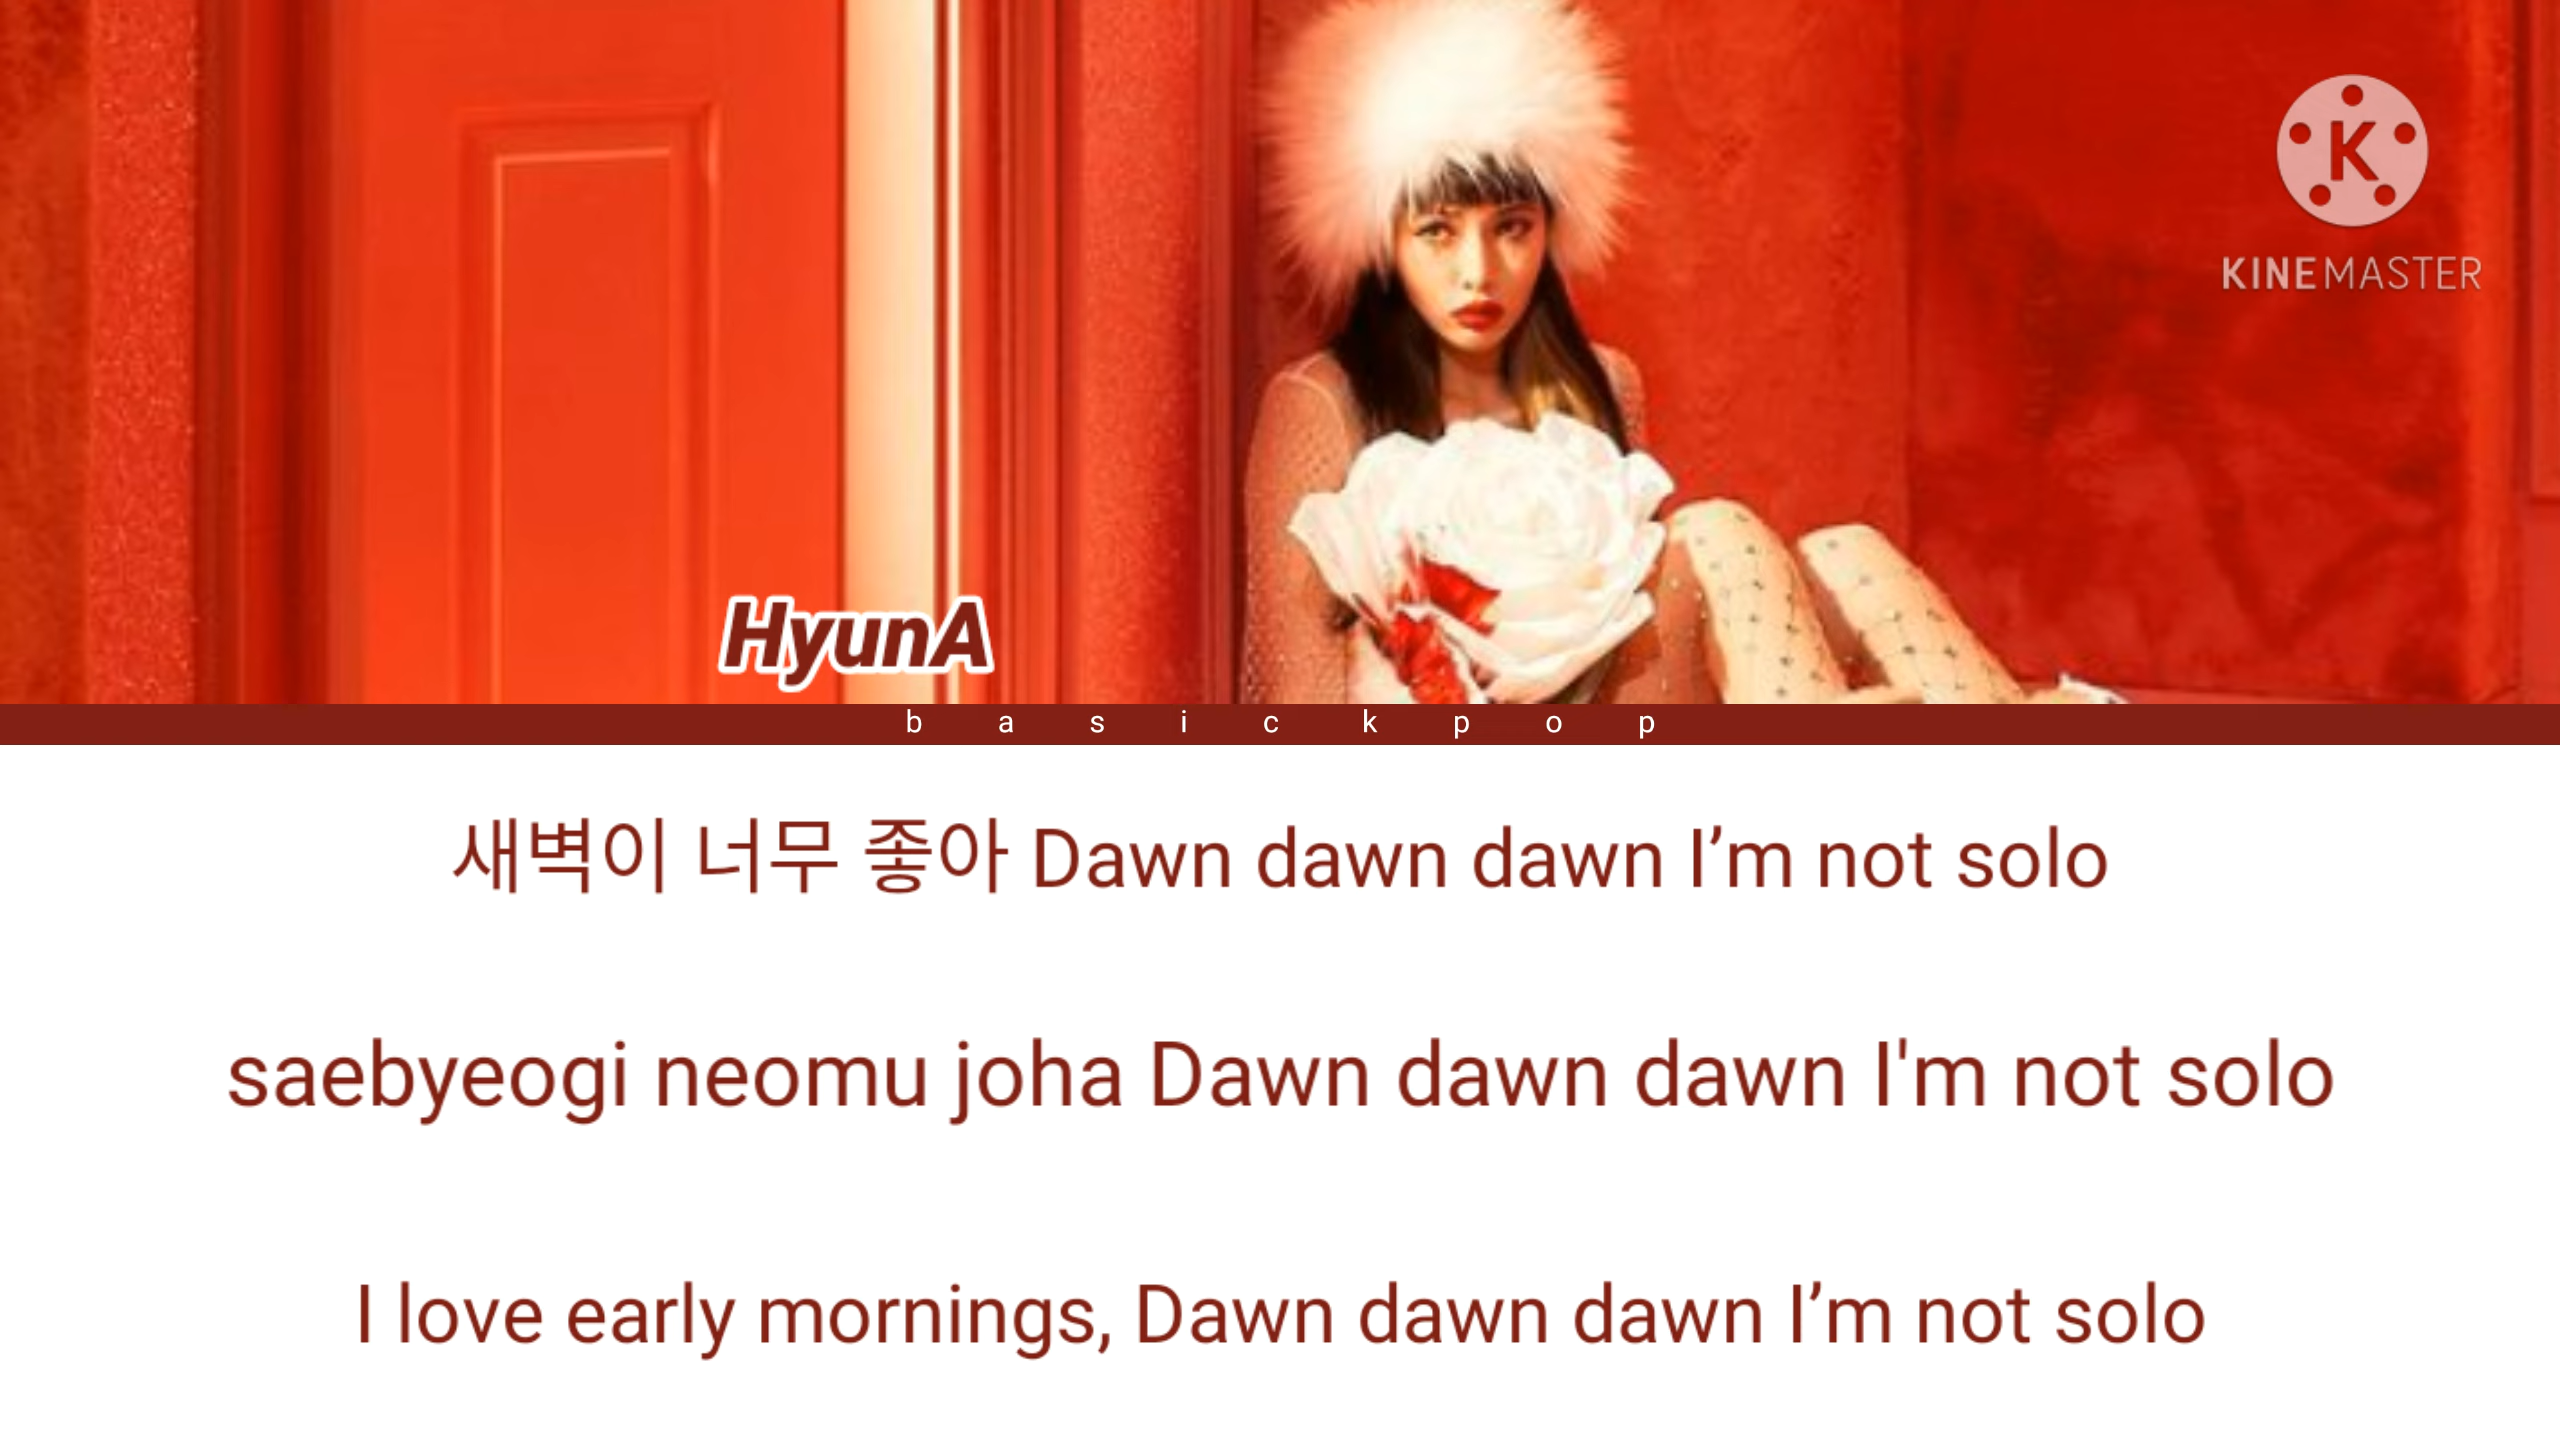 K
KINEMASTER
HyunA
b a s i c k p o p
새벽이 너무 좋아 Dawn dawn dawn I’m not solo
saebyeogi neomu joha Dawn dawn dawn I'm not solo
I love early mornings, Dawn dawn dawn I’m not solo